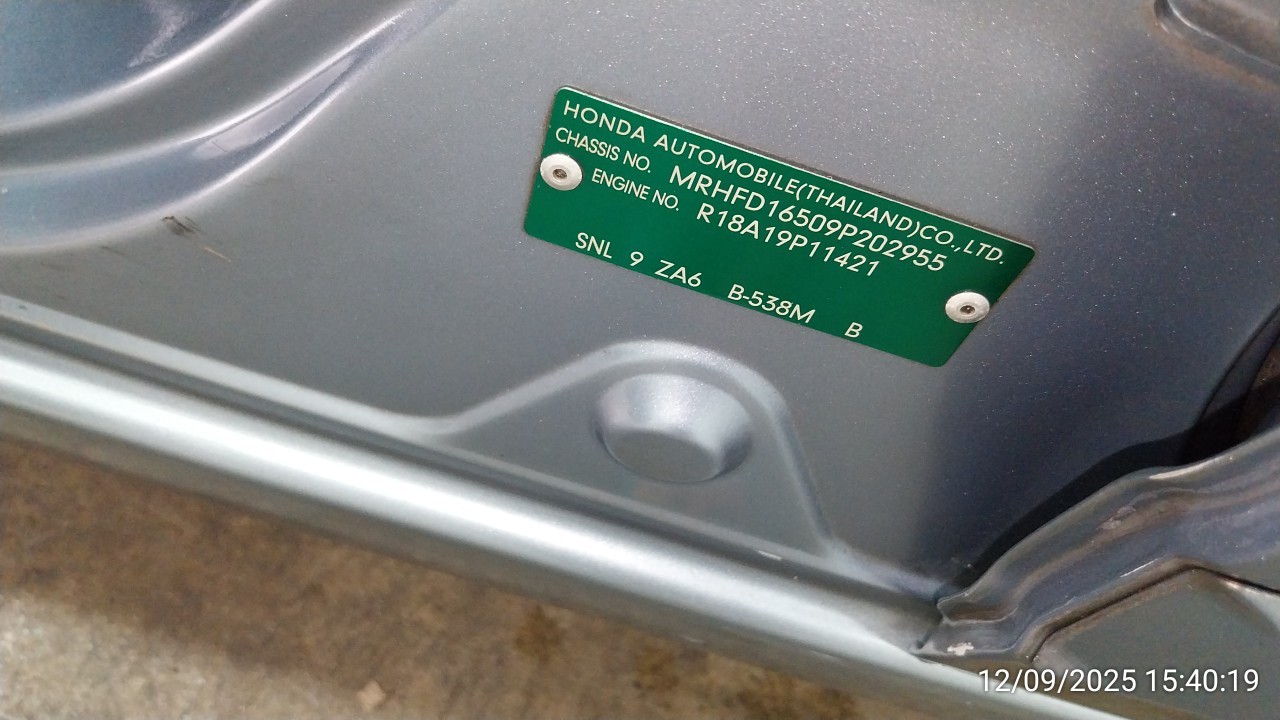 HONDA AUTOMOBILE(THAILAND)CO.,LTD.
CHASSIS NO. MRHFD16509P202955
ENGINE NO. R18A19P11421
SNL 9 ZA6 B-538M B
12/09/2025 15:40:19